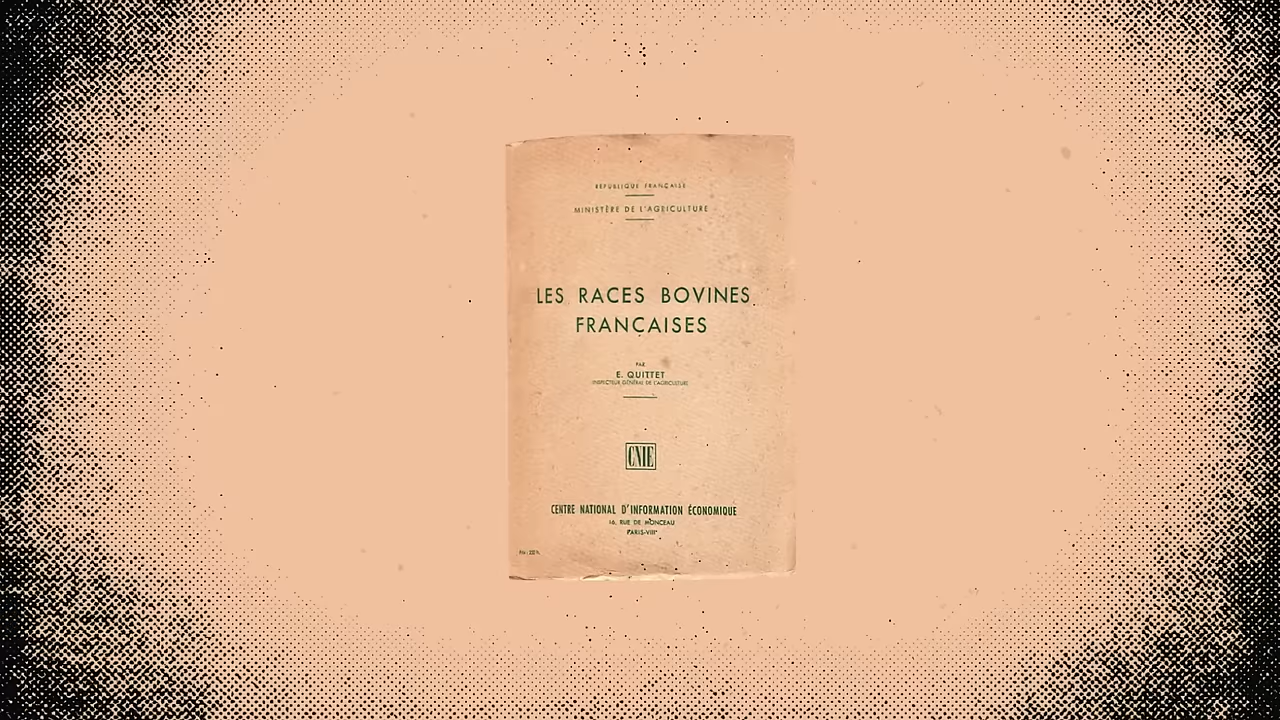 RÉPUBLIQUE FRANÇAISE
MINISTÈRE DE L'AGRICULTURE
LES RACES BOVINES
FRANÇAISES
PAR
E. QUITTET
INSPECTEUR GÉNÉRAL DE L'AGRICULTURE
CNIE
CENTRE NATIONAL D'INFORMATION ÉCONOMIQUE
16, RUE DE MONCEAU
PARIS-VIIIᵉ